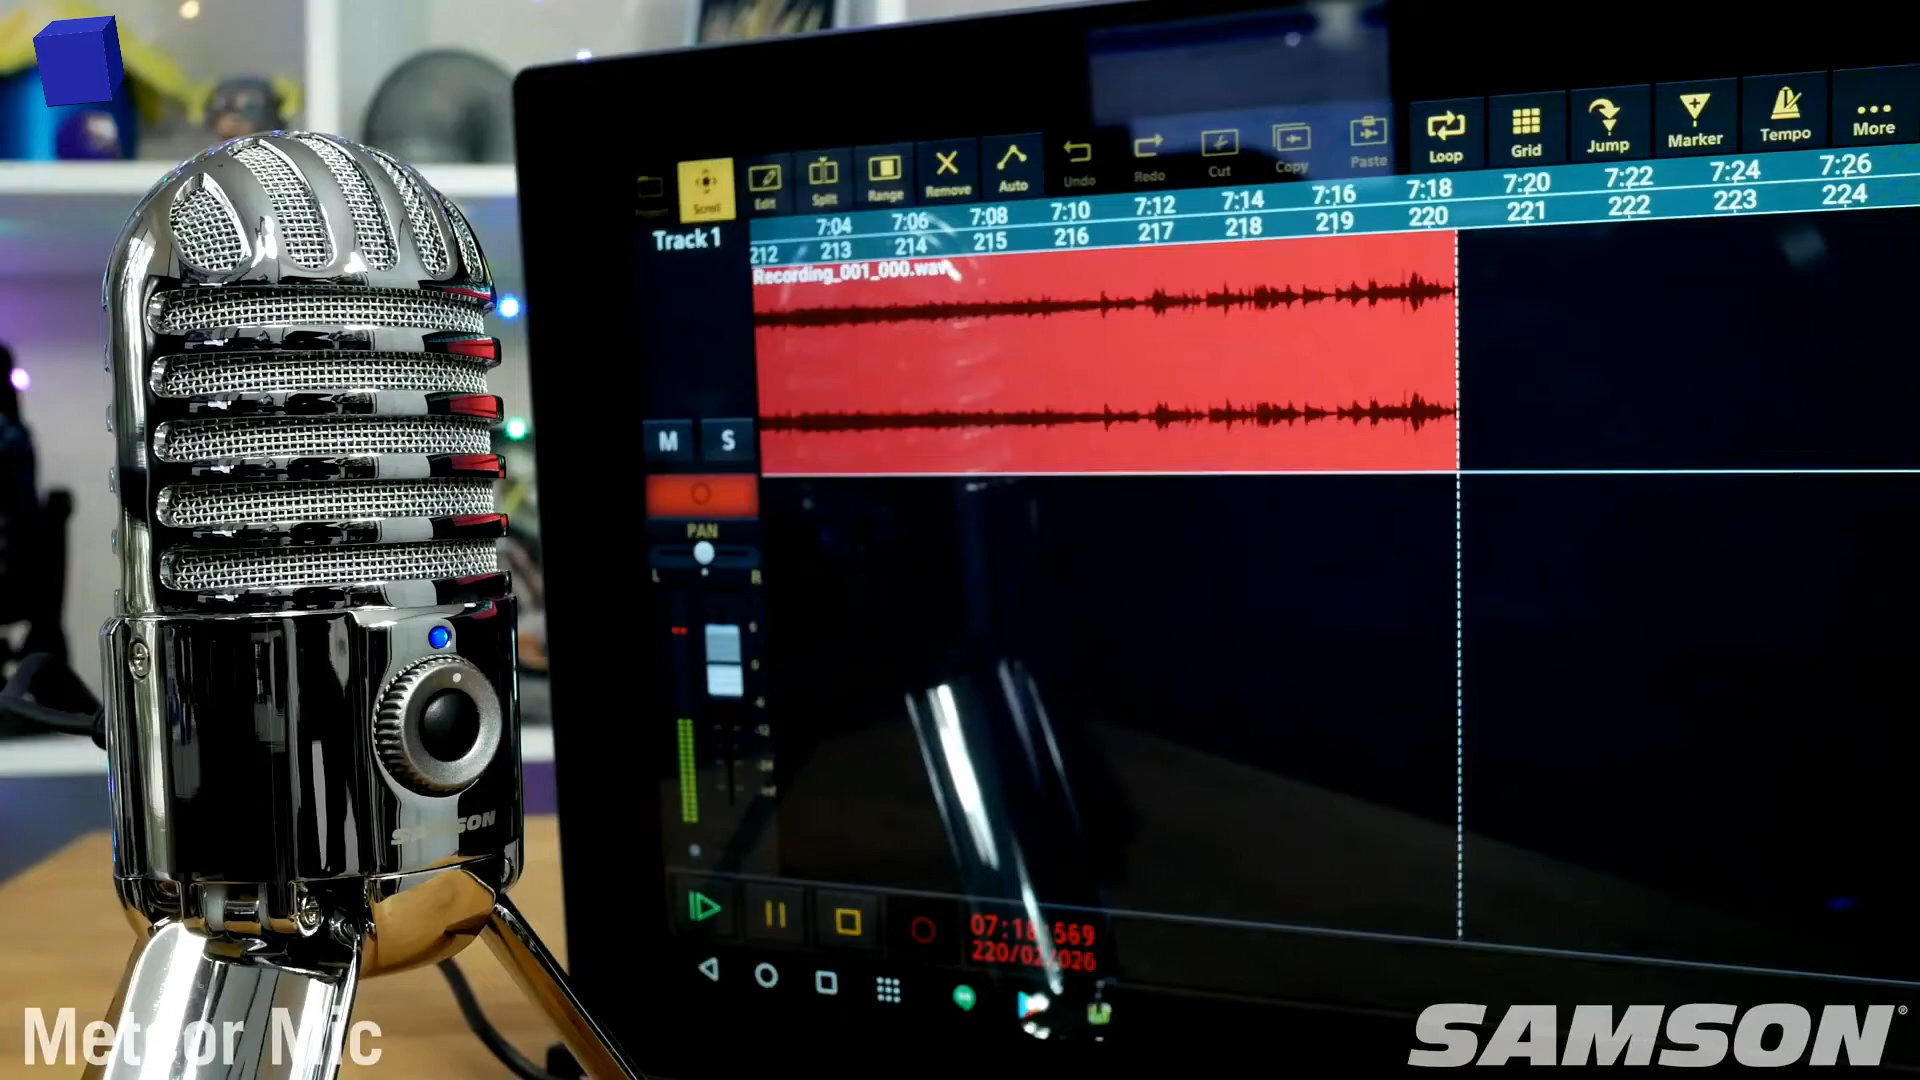 Scroll
Edit
Split
Range
Remove
Auto
Undo
Redo
Cut
Copy
Paste
Loop
Grid
Jump
Marker
Tempo
More
7:04 7:06 7:08 7:10 7:12 7:14 7:16 7:18 7:20 7:22 7:24 7:26
212 213 214 215 216 217 218 219 220 221 222 223 224
Track 1
Recording_001_000.wav
M S
PAN
L R
SAMSON
Meteor Mic
SAMSON®